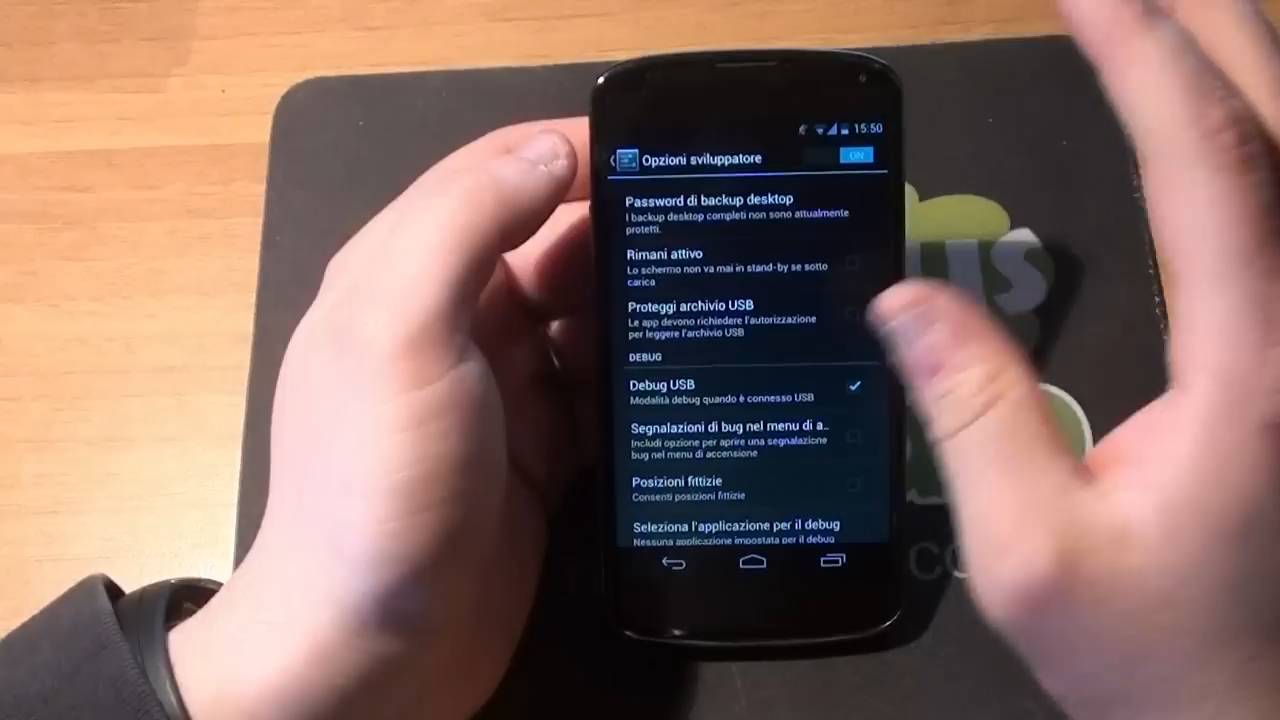 15:50
Opzioni sviluppatore
ON
Password di backup desktop
I backup desktop completi non sono attualmente
protetti.
Rimani attivo
Lo schermo non va mai in stand-by se sotto
carica
Proteggi archivio USB
Le app devono richiedere l'autorizzazione
per leggere l'archivio USB
DEBUG
Debug USB
Modalità debug quando è connesso USB
Segnalazioni di bug nel menu di a..
Includi opzione per aprire una segnalazione
bug nel menu di accensione
Posizioni fittizie
Consenti posizioni fittizie
Seleziona l'applicazione per il debug
Nessuna applicazione impostata per il debug